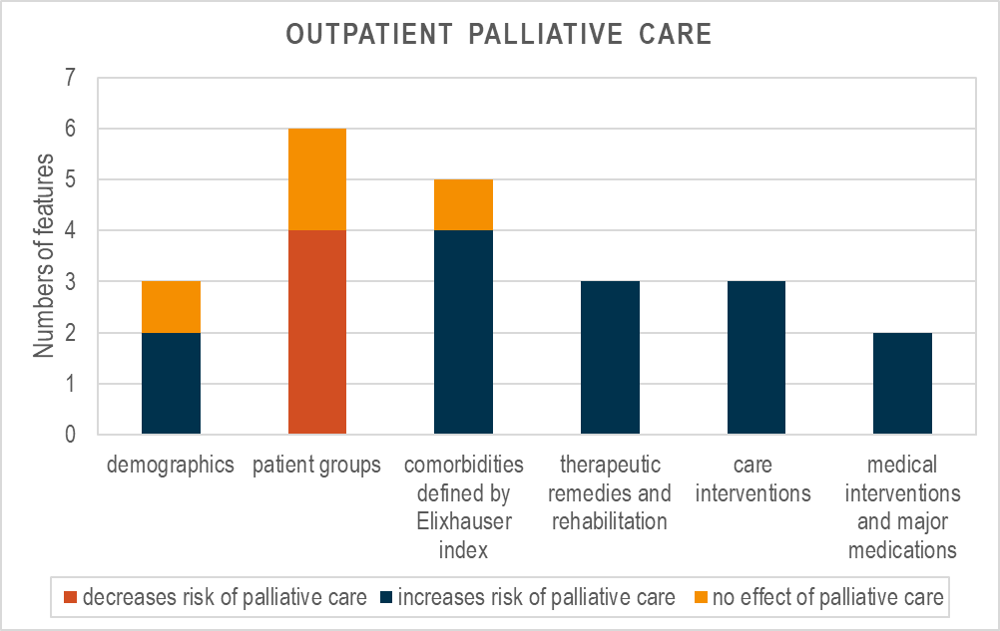 OUTPATIENT PALLIATIVE CARE
Numbers of features
7
6
5
4
3
2
1
0
demographics
patient groups
comorbidities
defined by
Elixhauser
index
therapeutic
remedies and
rehabilitation
care
interventions
medical
interventions
and major
medications
decreases risk of palliative care increases risk of palliative care no effect of palliative care